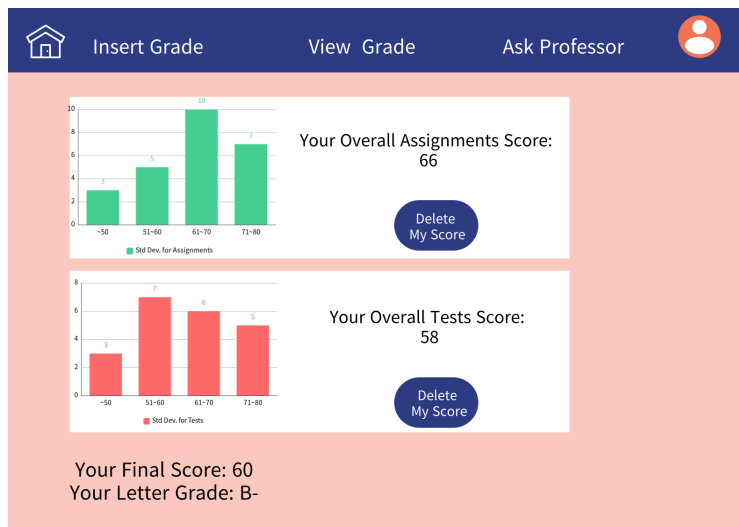 Insert Grade
View Grade
Ask Professor
10
8
6
4
2
0
3
5
10
7
~50
51~60
61~70
71~80
Std Dev. for Assignments
Your Overall Assignments Score:
66
Delete
My Score
8
6
4
2
0
3
7
6
5
~50
51~60
61~70
71~80
Std Dev. for Tests
Your Overall Tests Score:
58
Delete
My Score
Your Final Score: 60
Your Letter Grade: B-